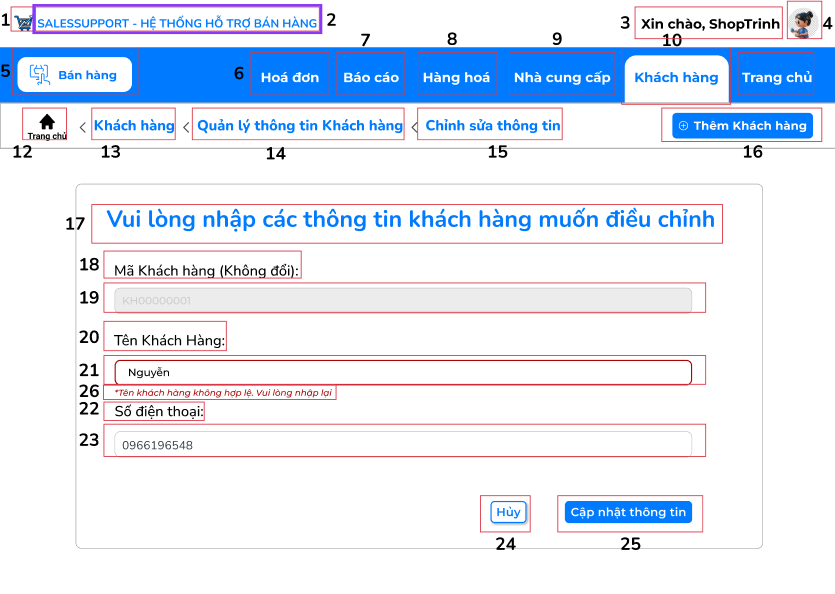 1 SALESSUPPORT - HỆ THỐNG HỖ TRỢ BÁN HÀNG 2 3 Xin chào, ShopTrinh 4
7 8 9 10
5 Bán hàng 6 Hoá đơn Báo cáo Hàng hoá Nhà cung cấp Khách hàng Trang chủ
Trang chủ < Khách hàng < Quản lý thông tin Khách hàng < Chỉnh sửa thông tin Thêm Khách hàng
12 13 14 15 16
17 Vui lòng nhập các thông tin khách hàng muốn điều chỉnh
18 Mã Khách hàng (Không đổi):
19 KH00000001
20 Tên Khách Hàng:
21 Nguyễn
26 *Tên khách hàng không hợp lệ. Vui lòng nhập lại
22 Số điện thoại:
23 0966196548
Hủy Cập nhật thông tin
24 25